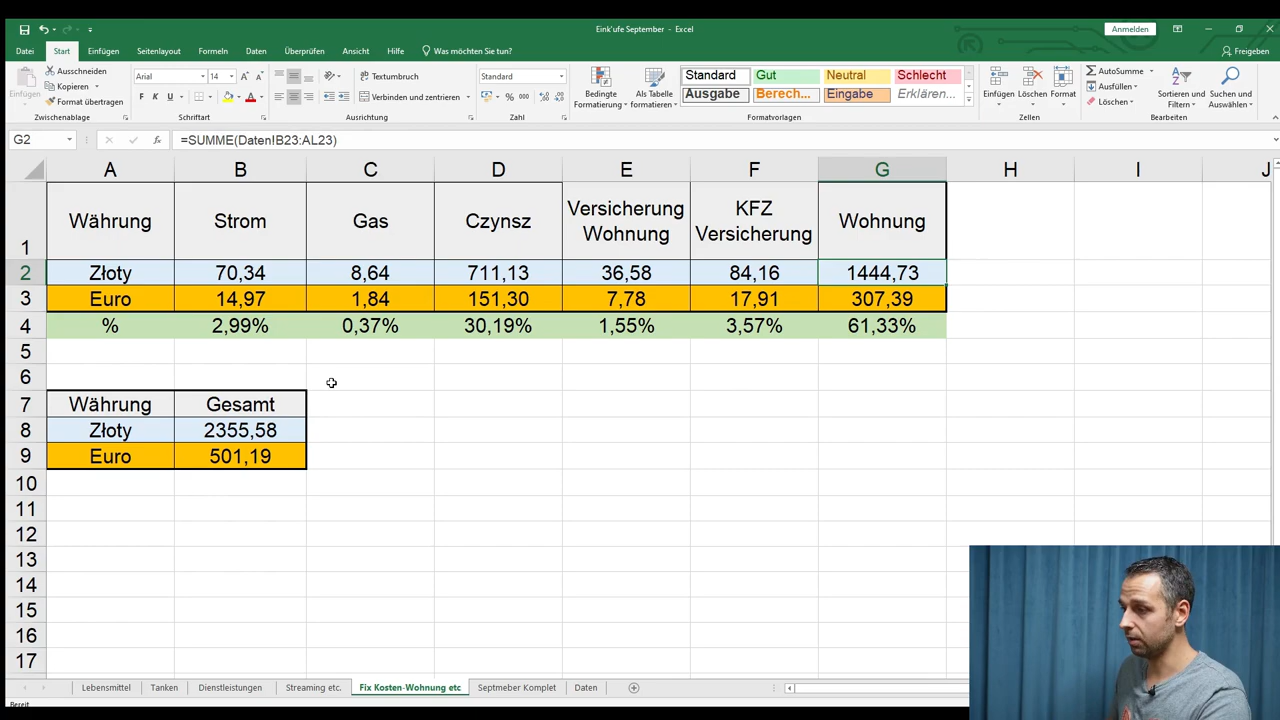 Eink'ufe September - Excel
Anmelden
Datei Start Einfügen Seitenlayout Formeln Daten Überprüfen Ansicht Hilfe Was möchten Sie tun? Freigeben
Einfügen
Ausschneiden
Kopieren
Format übertragen
Zwischenablage
Arial 14
F K U
Schriftart
Textumbruch
Verbinden und zentrieren
Ausrichtung
Standard
% 000
Zahl
Bedingte
Formatierung
Als Tabelle
formatieren
Standard Gut Neutral Schlecht
Ausgabe Berech... Eingabe Erklären...
Formatvorlagen
Einfügen Löschen Format
Zellen
AutoSumme
Ausfüllen
Löschen
Sortieren und
Filtern
Suchen und
Auswählen
Bearbeiten
G2 fx =SUMME(Daten!B23:AL23)
A B C D E F G H I J
1 Währung Strom Gas Czynsz Versicherung Wohnung KFZ Versicherung Wohnung
2 Złoty 70,34 8,64 711,13 36,58 84,16 1444,73
3 Euro 14,97 1,84 151,30 7,78 17,91 307,39
4 % 2,99% 0,37% 30,19% 1,55% 3,57% 61,33%
5
6
7 Währung Gesamt
8 Złoty 2355,58
9 Euro 501,19
10
11
12
13
14
15
16
17
Lebensmittel Tanken Dienstleistungen Streaming etc. Fix Kosten-Wohnung etc Septmeber Komplet Daten
Bereit